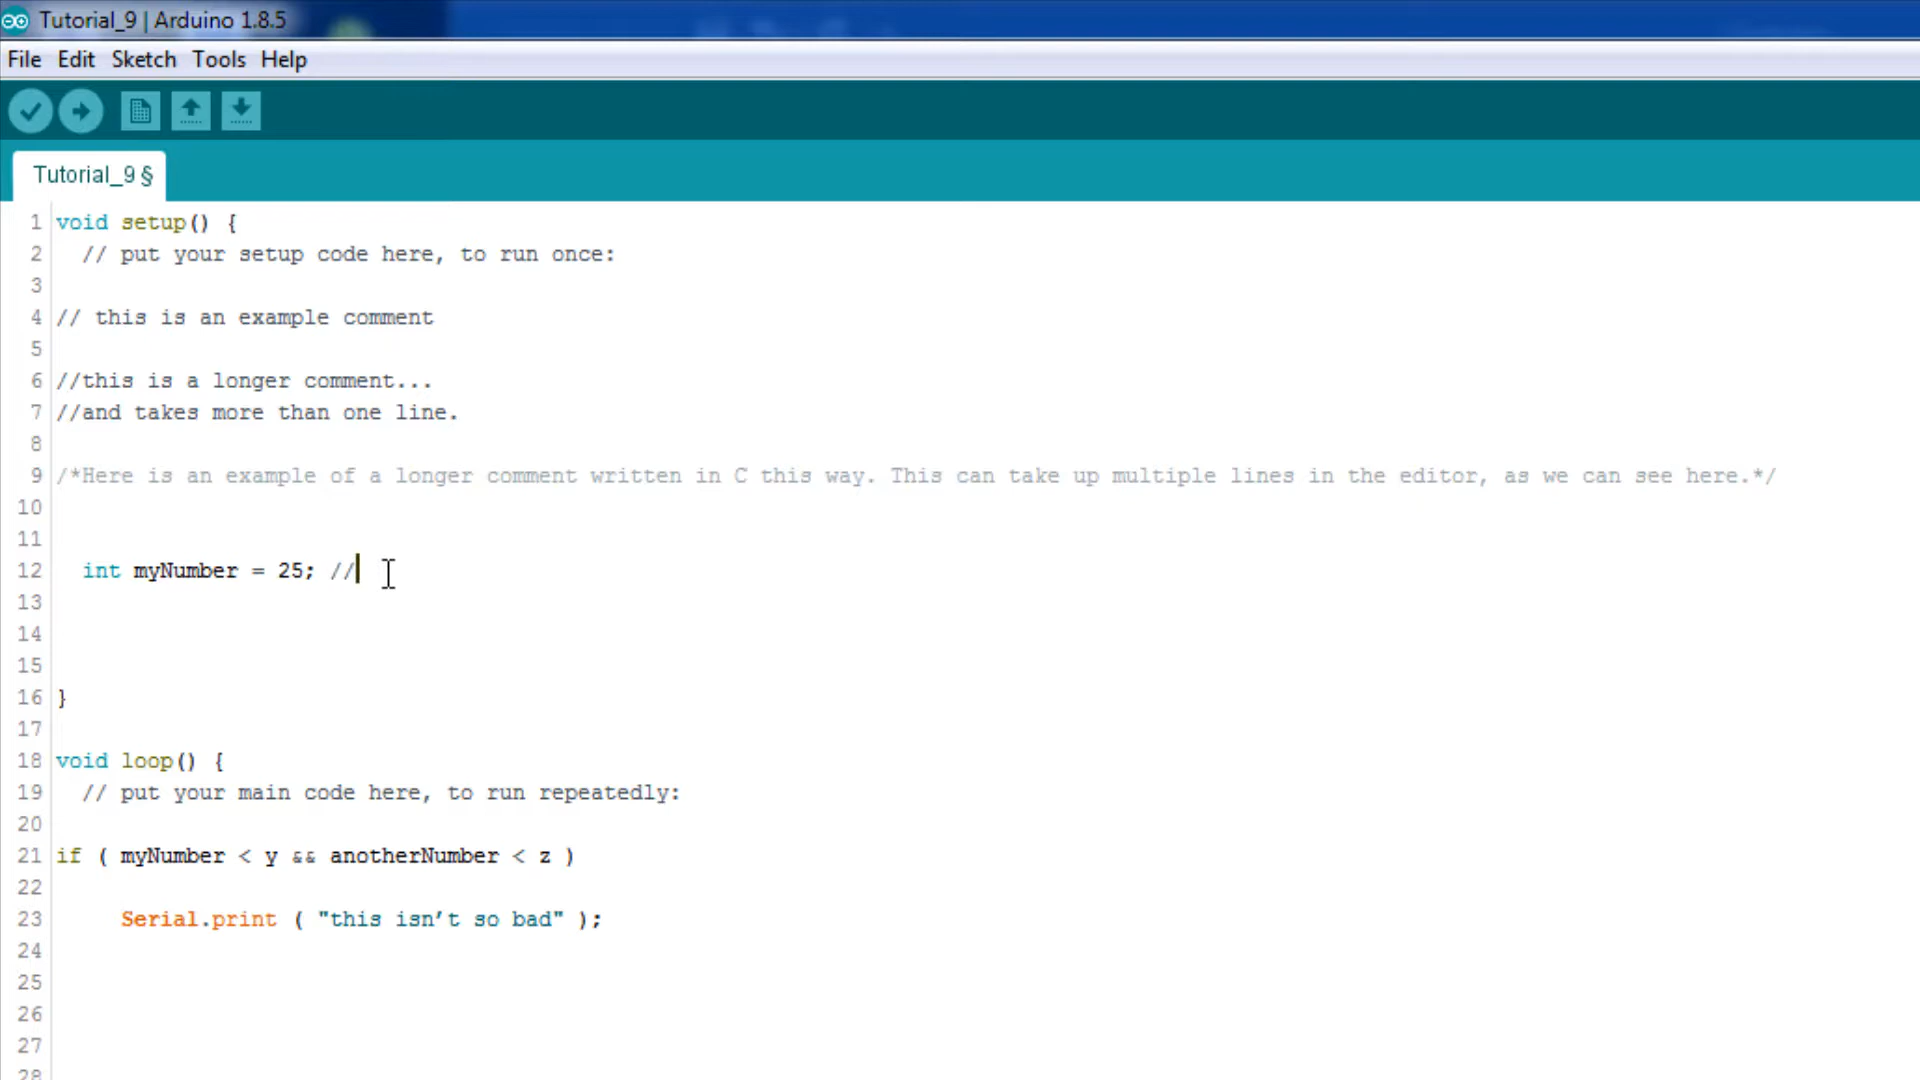 Tutorial_9 | Arduino 1.8.5
File Edit Sketch Tools Help
Tutorial_9 §
1 void setup() {
2 // put your setup code here, to run once:
3
4 // this is an example comment
5
6 //this is a longer comment...
7 //and takes more than one line.
8
9 /*Here is an example of a longer comment written in C this way. This can take up multiple lines in the editor, as we can see here.*/
10
11
12 int myNumber = 25; //
13
14
15
16 }
17
18 void loop() {
19 // put your main code here, to run repeatedly:
20
21 if ( myNumber < y && anotherNumber < z )
22
23 Serial.print ( "this isn’t so bad" );
24
25
26
27
28